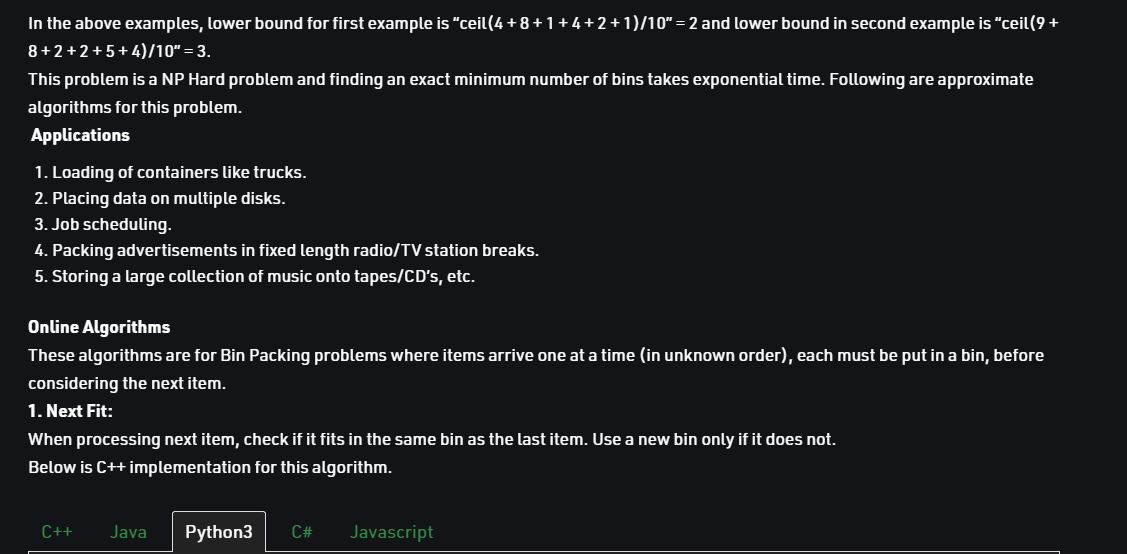 In the above examples, lower bound for first example is “ceil(4 + 8 + 1 + 4 + 2 + 1)/10” = 2 and lower bound in second example is “ceil(9 +
8 + 2 + 2 + 5 + 4)/10” = 3.
This problem is a NP Hard problem and finding an exact minimum number of bins takes exponential time. Following are approximate
algorithms for this problem.
Applications
1. Loading of containers like trucks.
2. Placing data on multiple disks.
3. Job scheduling.
4. Packing advertisements in fixed length radio/TV station breaks.
5. Storing a large collection of music onto tapes/CD’s, etc.
Online Algorithms
These algorithms are for Bin Packing problems where items arrive one at a time (in unknown order), each must be put in a bin, before
considering the next item.
1. Next Fit:
When processing next item, check if it fits in the same bin as the last item. Use a new bin only if it does not.
Below is C++ implementation for this algorithm.
C++ Java Python3 C# Javascript